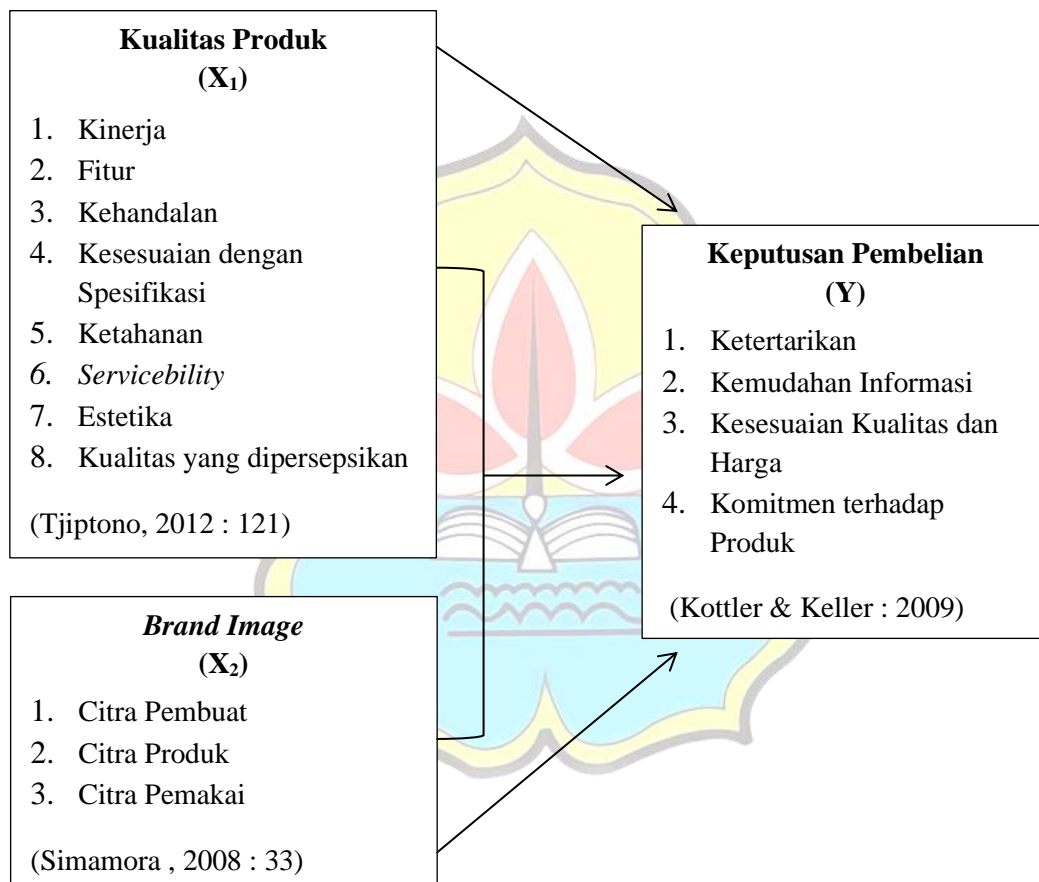 Kualitas Produk
(X1)
1. Kinerja
2. Fitur
3. Kehandalan
4. Kesesuaian dengan
Spesifikasi
5. Ketahanan
6. Servicebility
7. Estetika
8. Kualitas yang dipersepsikan
(Tjiptono, 2012 : 121)
Brand Image
(X2)
1. Citra Pembuat
2. Citra Produk
3. Citra Pemakai
(Simamora , 2008 : 33)
Keputusan Pembelian
(Y)
1. Ketertarikan
2. Kemudahan Informasi
3. Kesesuaian Kualitas dan
Harga
4. Komitmen terhadap
Produk
(Kottler & Keller : 2009)